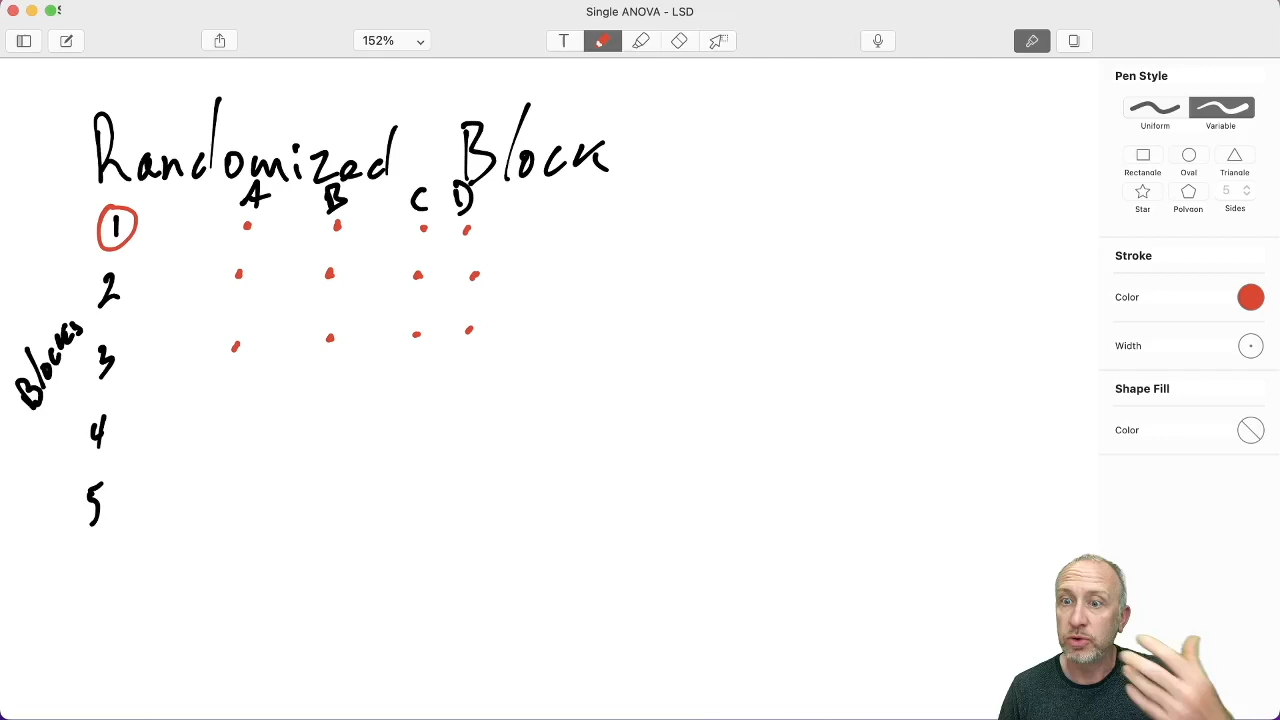 Single ANOVA - LSD
152%
T
Pen Style
Uniform Variable
Rectangle Oval Triangle
5
Star Polygon Sides
Stroke
Color
Width
Shape Fill
Color
Randomized Block
A B C D
1
2
3
4
5
Blocks